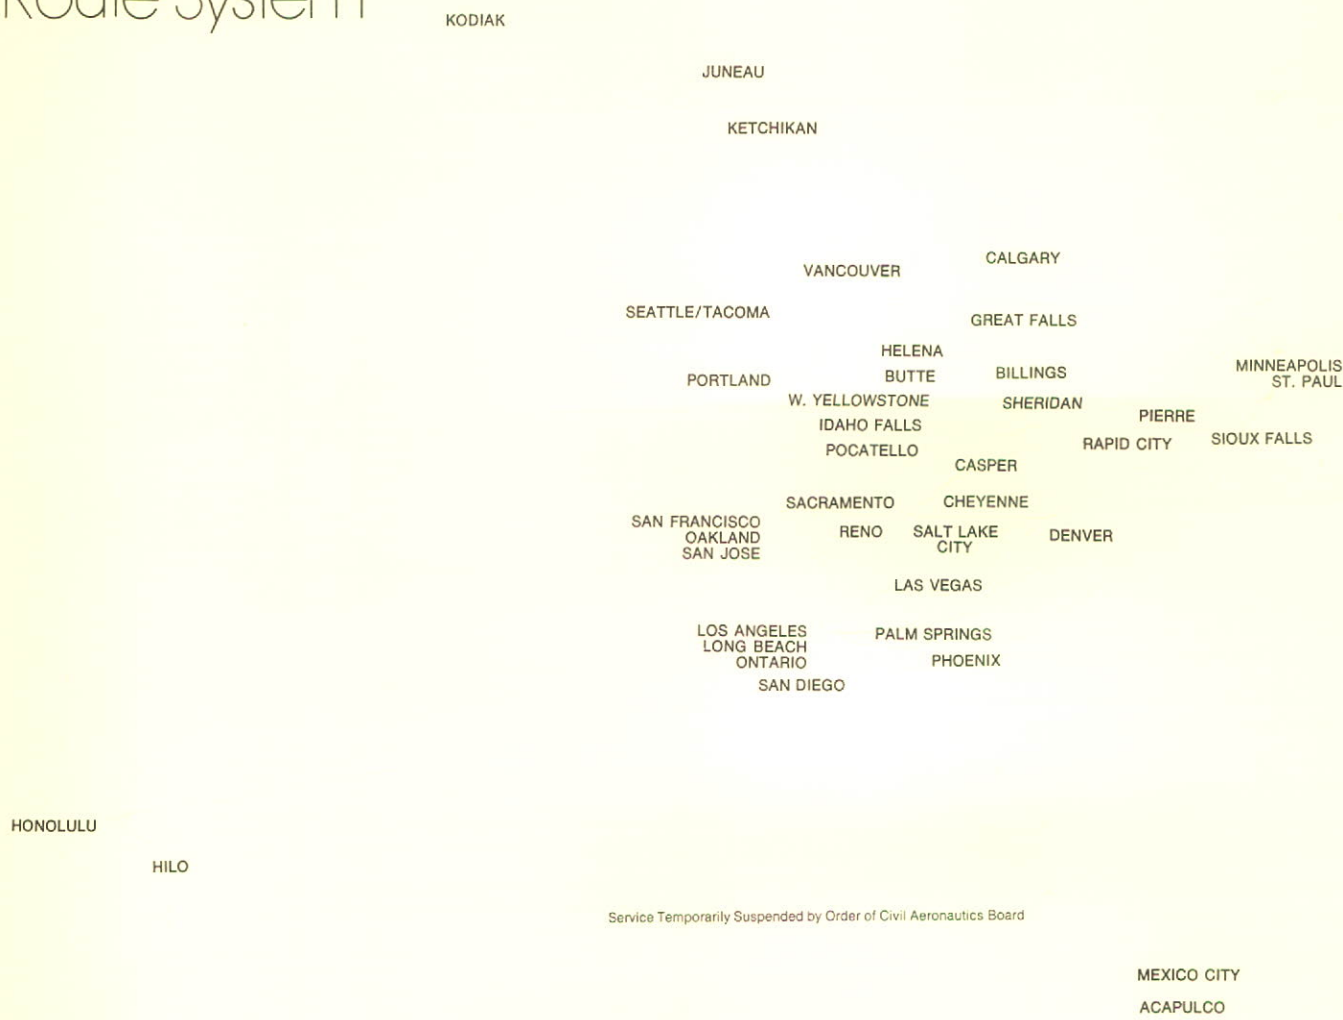 System
KODIAK
JUNEAU
KETCHIKAN
CALGARY
VANCOUVER
SEATTLE/TACOMA
GREAT FALLS
HELENA
MINNEAPOLIS
ST. PAUL
BILLINGS
BUTTE
PORTLAND
W. YELLOWSTONE
SHERIDAN
PIERRE
IDAHO FALLS
SIOUX FALLS
RAPID CITY
POCATELLO
CASPER
SACRAMENTO
CHEYENNE
SAN FRANCISCO
OAKLAND
SAN JOSE
RENO
SALT LAKE
CITY
DENVER
LAS VEGAS
LOS ANGELES
LONG BEACH
ONTARIO
PALM SPRINGS
PHOENIX
SAN DIEGO
HONOLULU
HILO
Service Temporarily Suspended by Order of Civil Aeronautics Board
MEXICO CITY
ACAPULCO